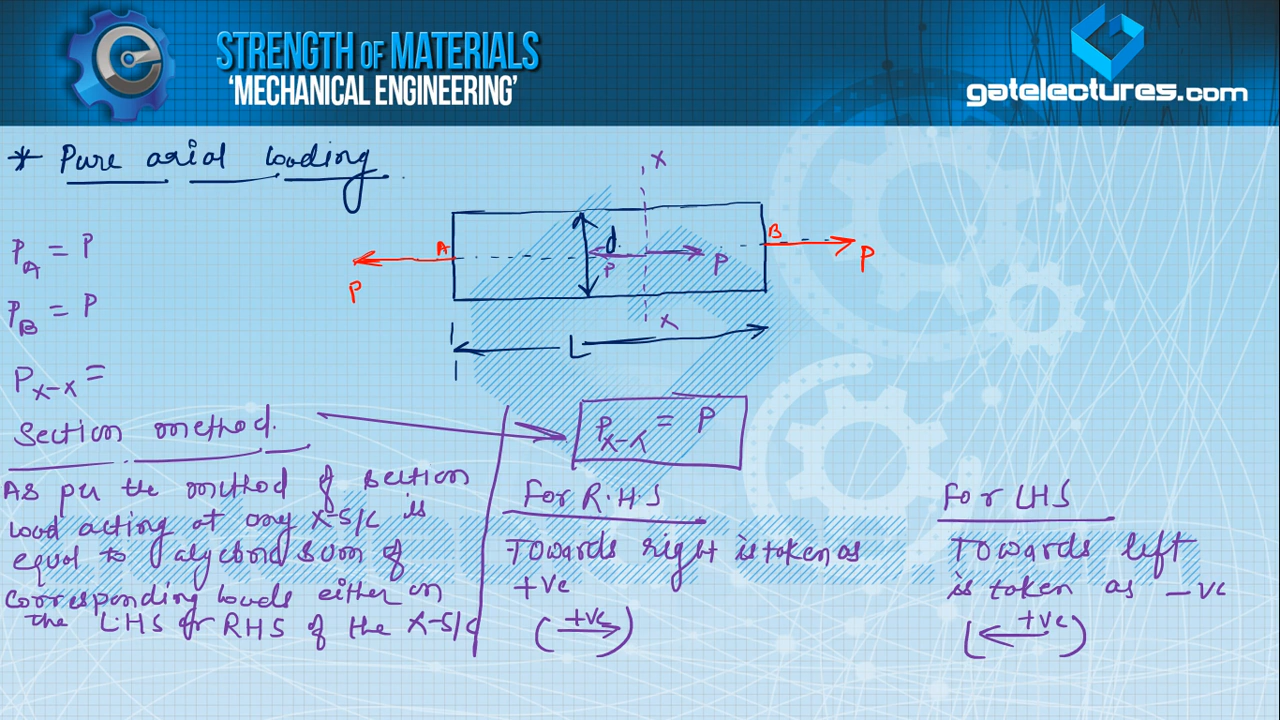 STRENGTH OF MATERIALS
'MECHANICAL ENGINEERING'
gatelectures.com
* Pure axial loading
P_A = P
P_B = P
P_x-x =
X
A
B
d
P
P
P
P
X
L
Section method.
P_x-x = P
As per the method of section
load acting at any X-S/C is
equal to algebraic sum of
corresponding loads either on
the LHS or RHS of the X-S/C
For R.H.S
Towards right is taken as
+ve
(+ve →)
For LHS
Towards left
is taken as -ve
(← +ve)